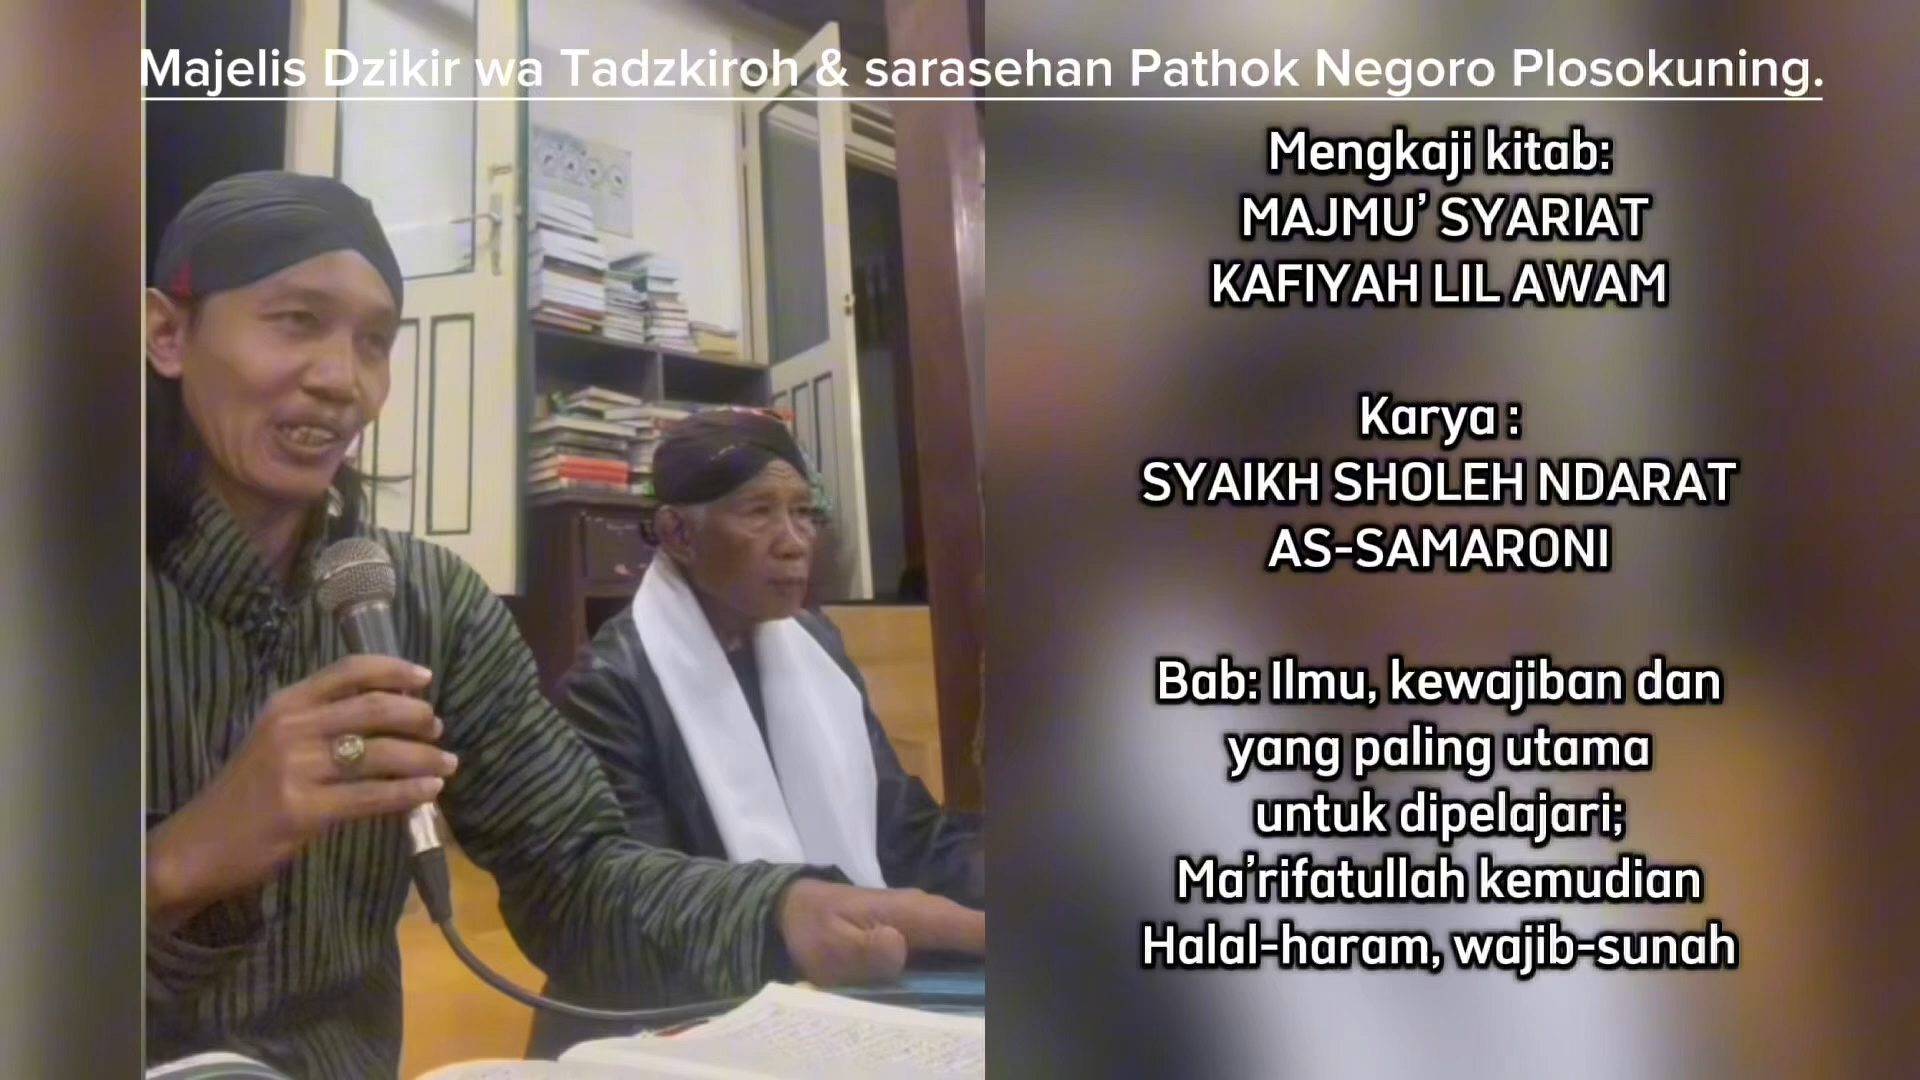 Majelis Dzikir wa Tadzkiroh & sarasehan Pathok Negoro Plosokuning.
Mengkaji kitab:
MAJMU’ SYARIAT
KAFIYAH LIL AWAM
Karya :
SYAIKH SHOLEH NDARAT
AS-SAMARONI
Bab: Ilmu, kewajiban dan
yang paling utama
untuk dipelajari;
Ma’rifatullah kemudian
Halal-haram, wajib-sunah